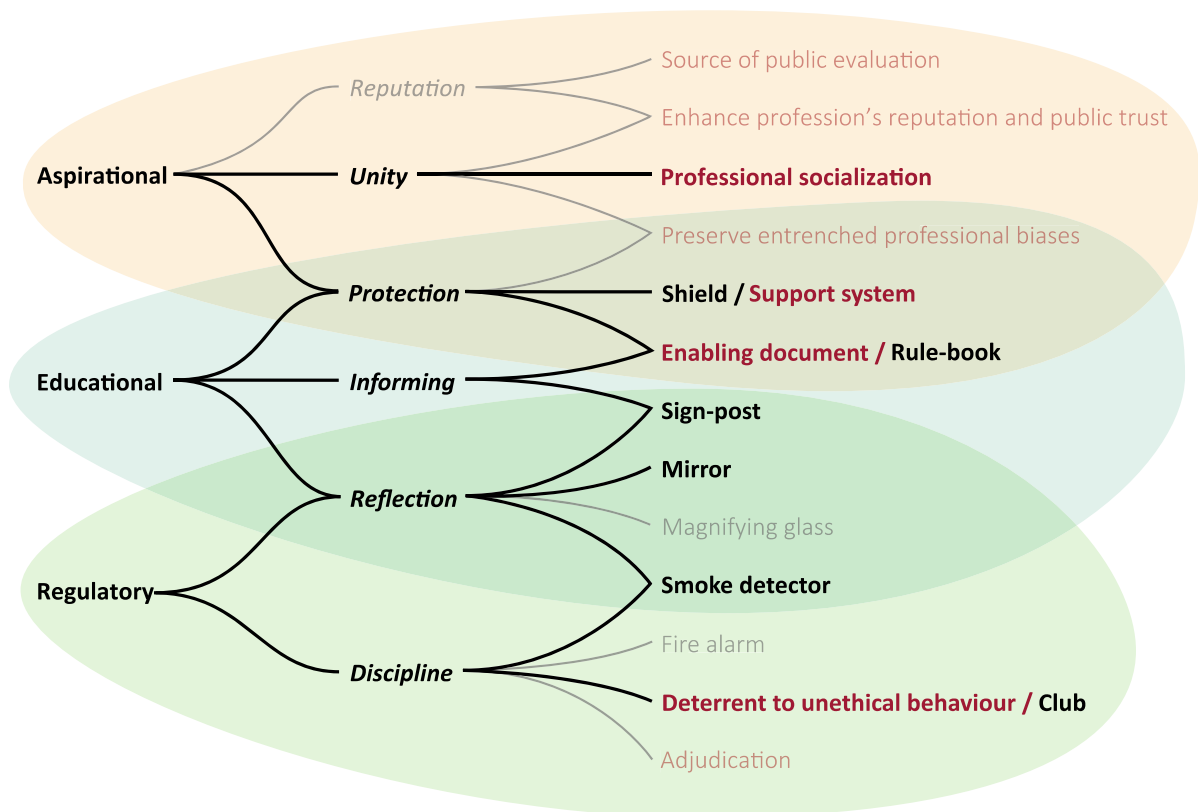 Source of public evaluation
Reputation
Enhance profession's reputation and public trust
Aspirational
Unity
Professional socialization
Preserve entrenched professional biases
Protection
Shield / Support system
Enabling document / Rule-book
Educational
Informing
Sign-post
Mirror
Reflection
Magnifying glass
Regulatory
Smoke detector
Fire alarm
Discipline
Deterrent to unethical behaviour / Club
Adjudication